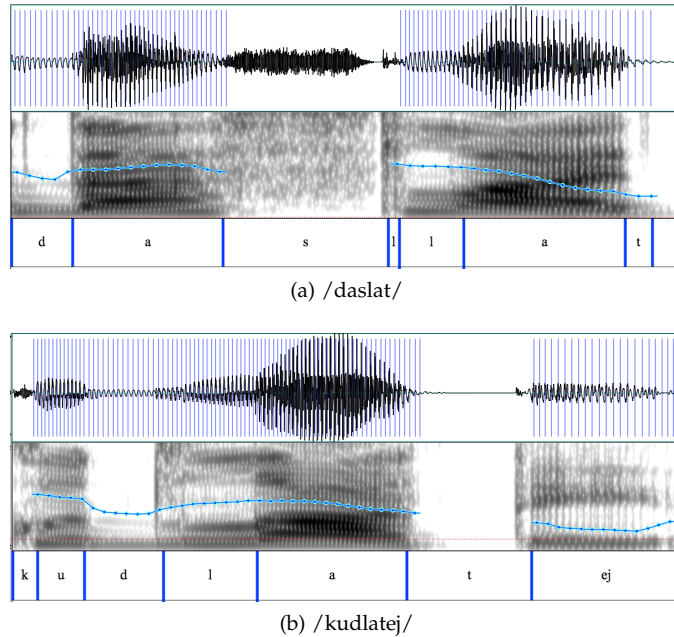 d a s l l a t
(a) /daslat/
k u d l a t ej
(b) /kudlatej/